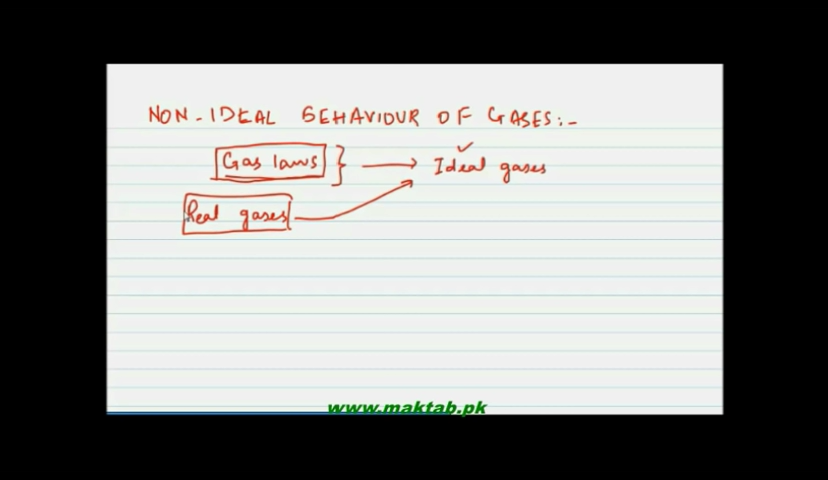 NON-IDEAL BEHAVIOUR OF GASES:-
Gas laws } → Ideal gases
Real gases
www.maktab.pk